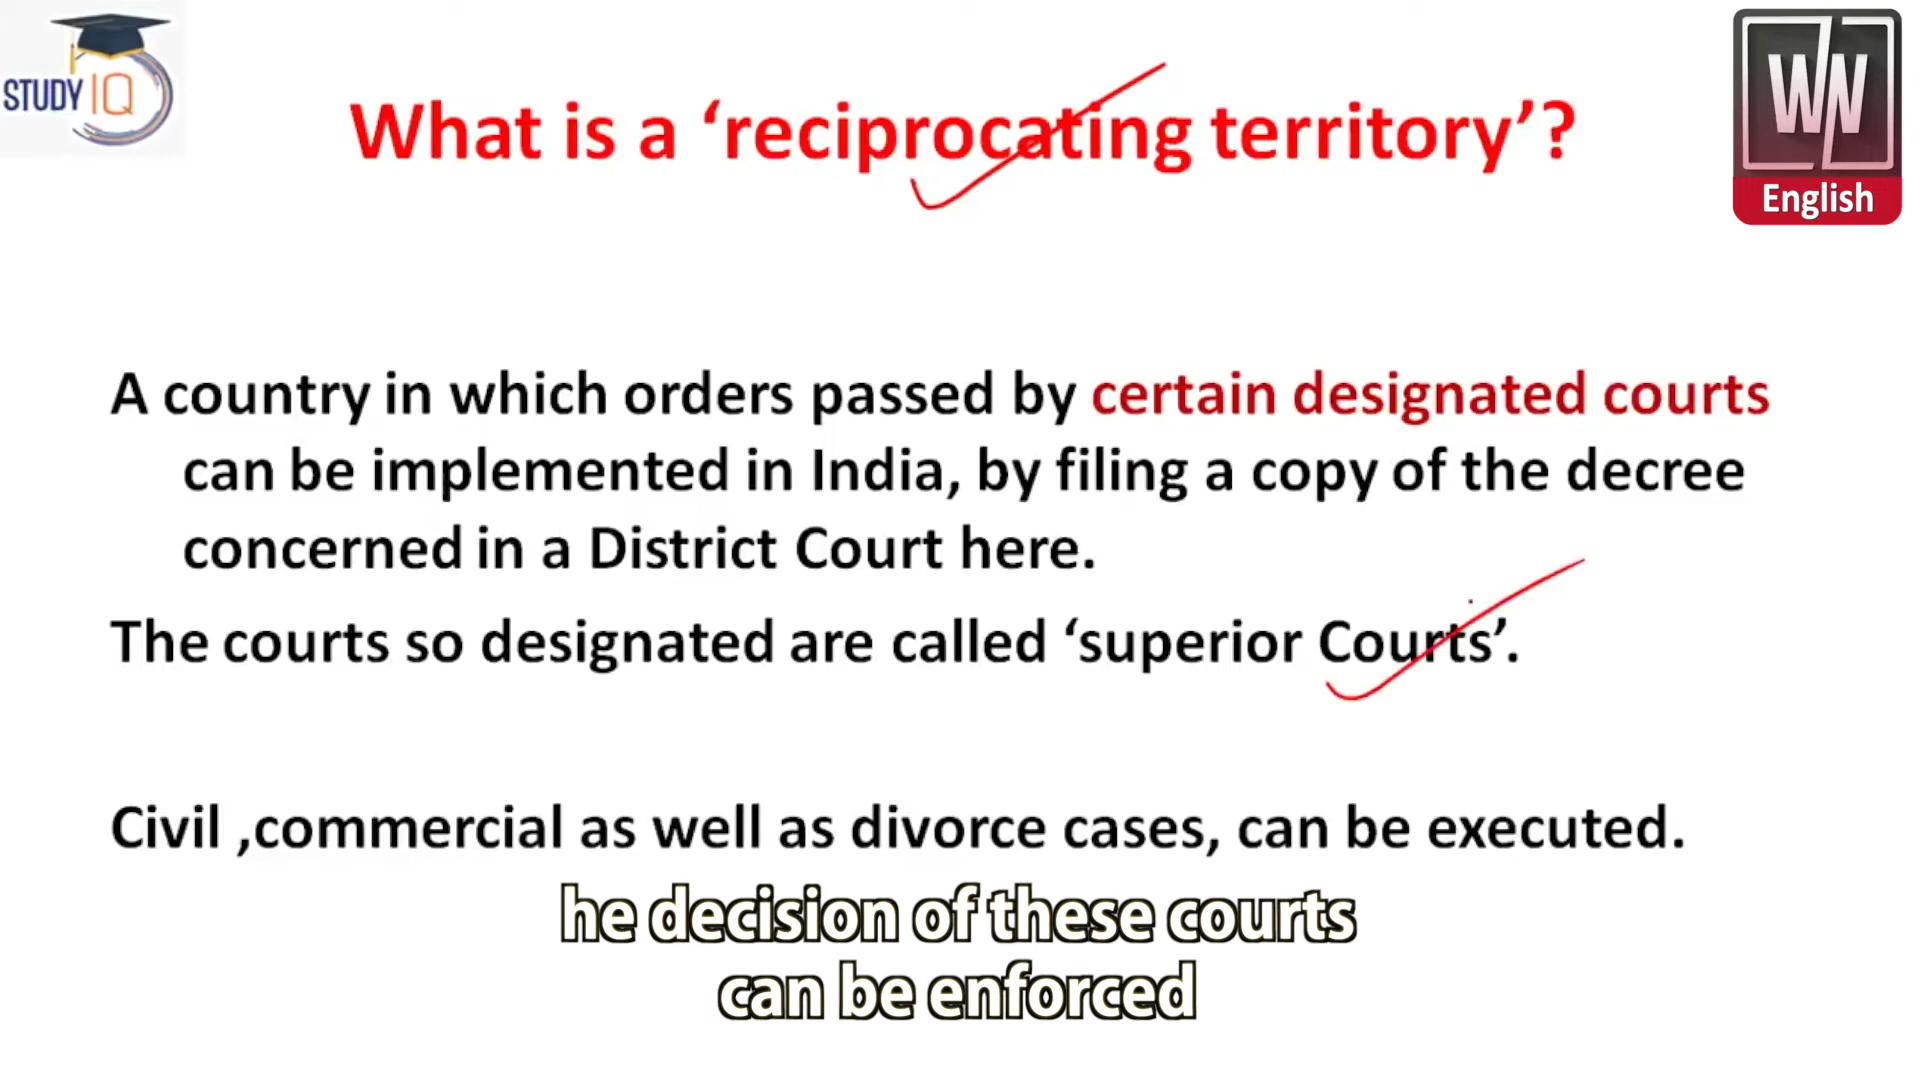 STUDY IQ
WN
English
What is a ‘reciprocating territory’?
A country in which orders passed by certain designated courts
can be implemented in India, by filing a copy of the decree
concerned in a District Court here.
The courts so designated are called ‘superior Courts’.
Civil ,commercial as well as divorce cases, can be executed.
he decision of these courts
can be enforced